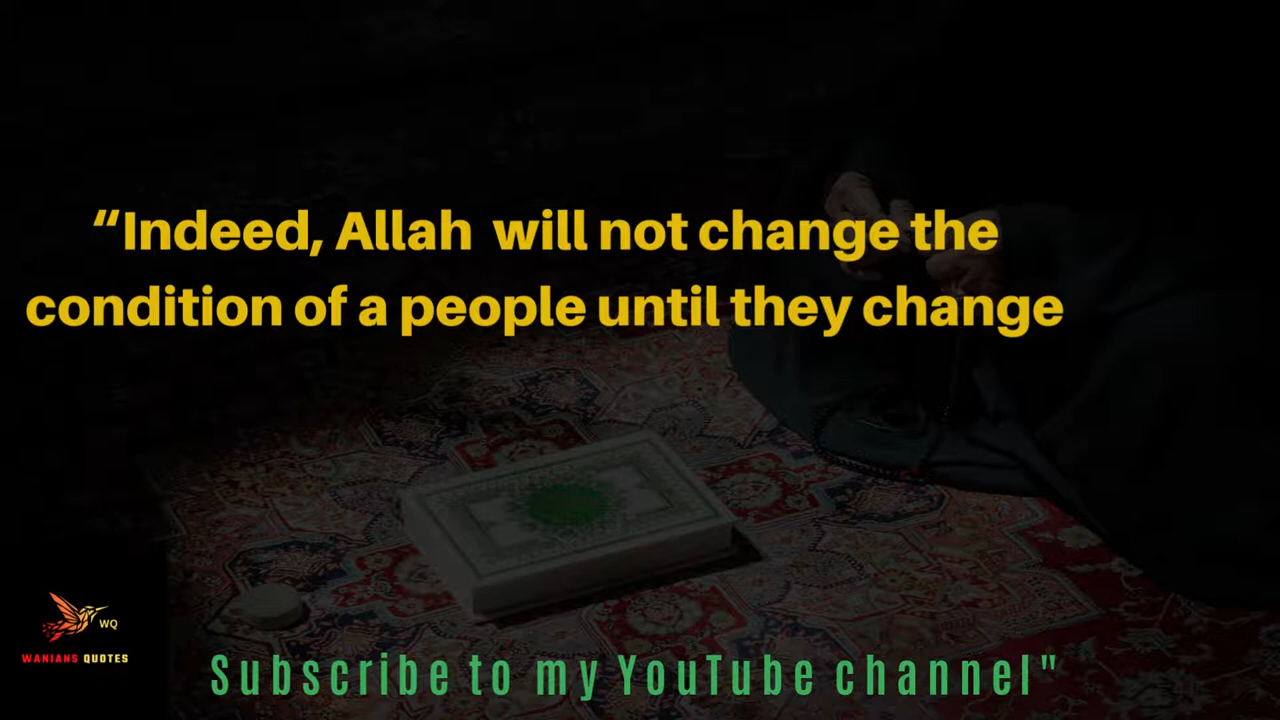 “Indeed, Allah will not change the
condition of a people until they change
WQ
WANIANS QUOTES
Subscribe to my YouTube channel"